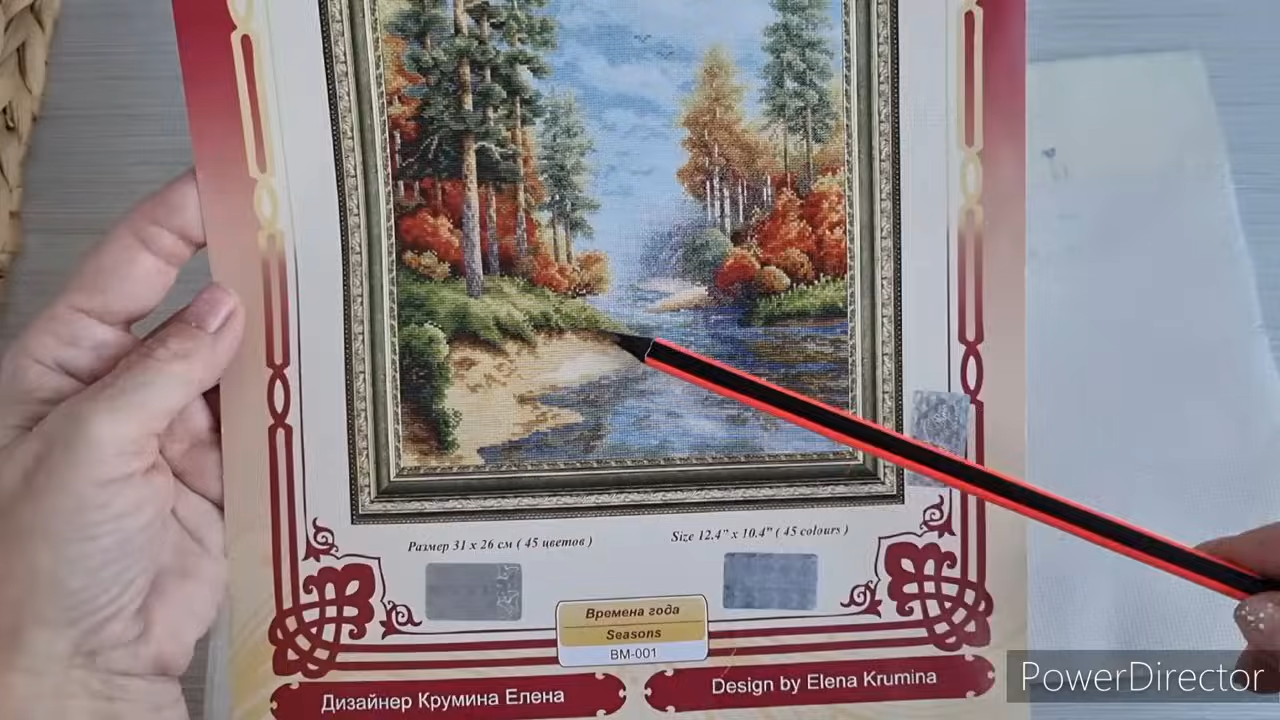 Размер 31 x 26 см ( 45 цветов )
Size 12.4" x 10.4" ( 45 colours )
Времена года
Seasons
BM-001
Дизайнер Крумина Елена
Design by Elena Krumina
PowerDirector